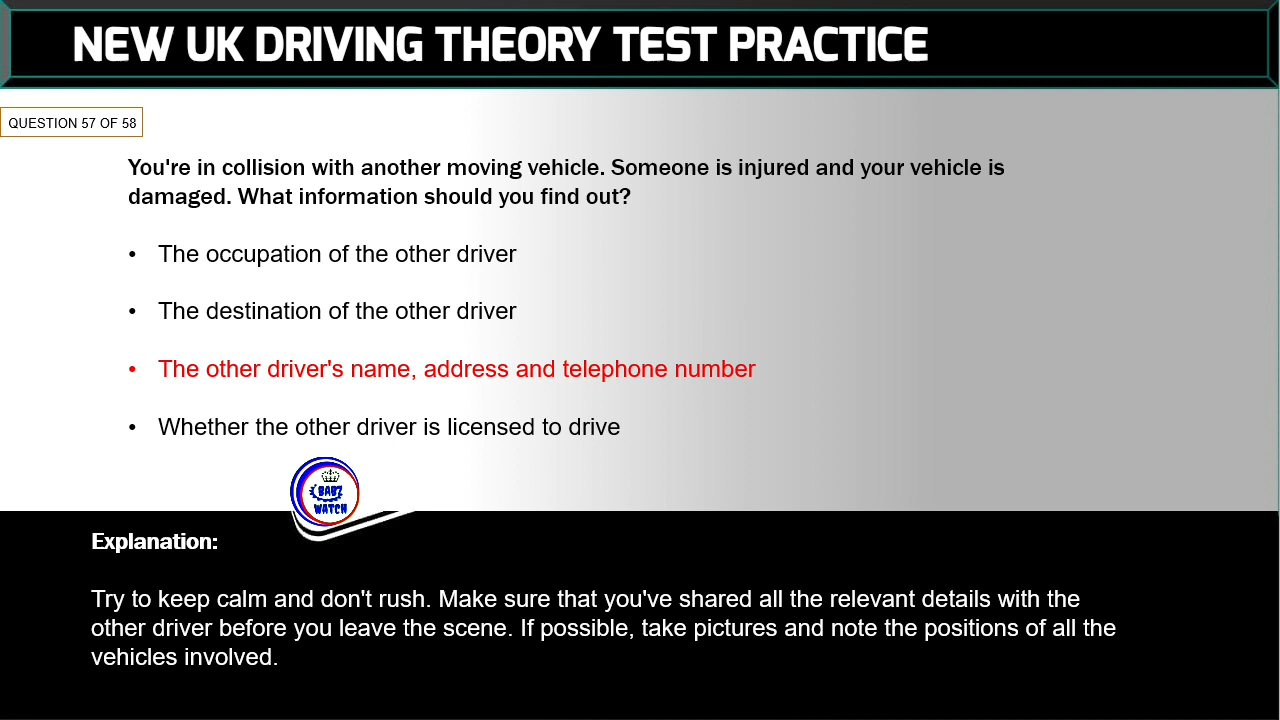 NEW UK DRIVING THEORY TEST PRACTICE
QUESTION 57 OF 58
You're in collision with another moving vehicle. Someone is injured and your vehicle is
damaged. What information should you find out?
• The occupation of the other driver
• The destination of the other driver
• The other driver's name, address and telephone number
• Whether the other driver is licensed to drive
BABZ
WATCH
Explanation:
Try to keep calm and don't rush. Make sure that you've shared all the relevant details with the
other driver before you leave the scene. If possible, take pictures and note the positions of all the
vehicles involved.